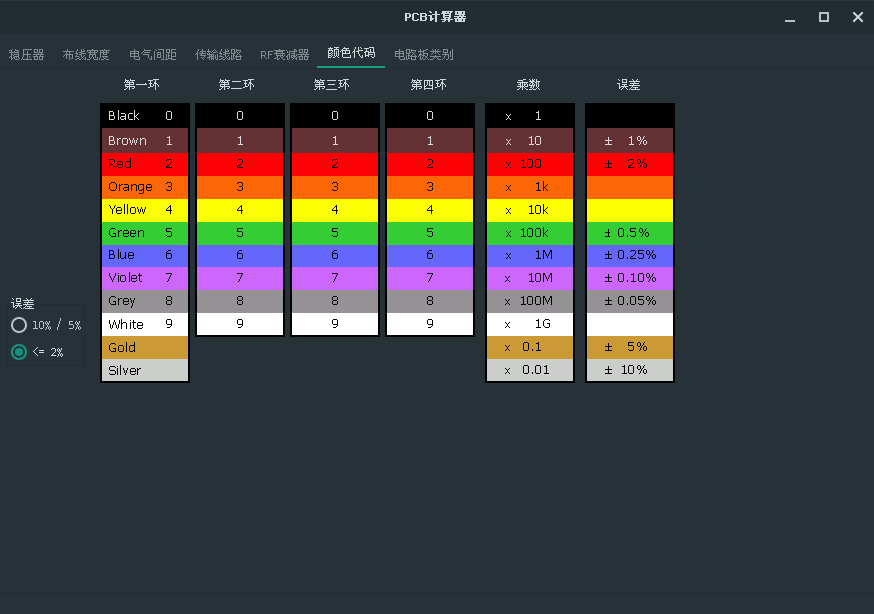 PCB计算器
稳压器 布线宽度 电气间距 传输线路 RF衰减器 颜色代码 电路板类别
第一环 第二环 第三环 第四环 乘数 误差
Black 0 0 0 0 x 1
Brown 1 1 1 1 x 10 ± 1%
Red 2 2 2 2 x 100 ± 2%
Orange 3 3 3 3 x 1k
Yellow 4 4 4 4 x 10k
Green 5 5 5 5 x 100k ± 0.5%
Blue 6 6 6 6 x 1M ± 0.25%
Violet 7 7 7 7 x 10M ± 0.10%
Grey 8 8 8 8 x 100M ± 0.05%
误差
White 9 9 9 9 x 1G
10% / 5%
Gold x 0.1 ± 5%
<= 2%
Silver x 0.01 ± 10%